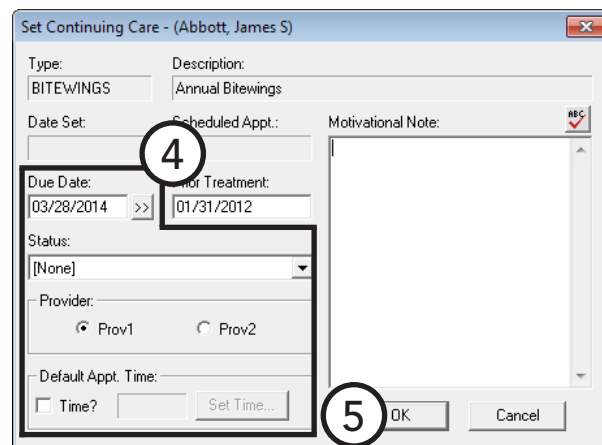 Set Continuing Care - (Abbott, James S)
Type: Description:
BITEWINGS Annual Bitewings
Date Set: Scheduled Appt.: Motivational Note:
ABC
4
Due Date: Prior Treatment:
03/28/2014 >> 01/31/2012
Status:
[None]
Provider:
Prov1 Prov2
Default Appt. Time:
Time? Set Time...
5 OK Cancel